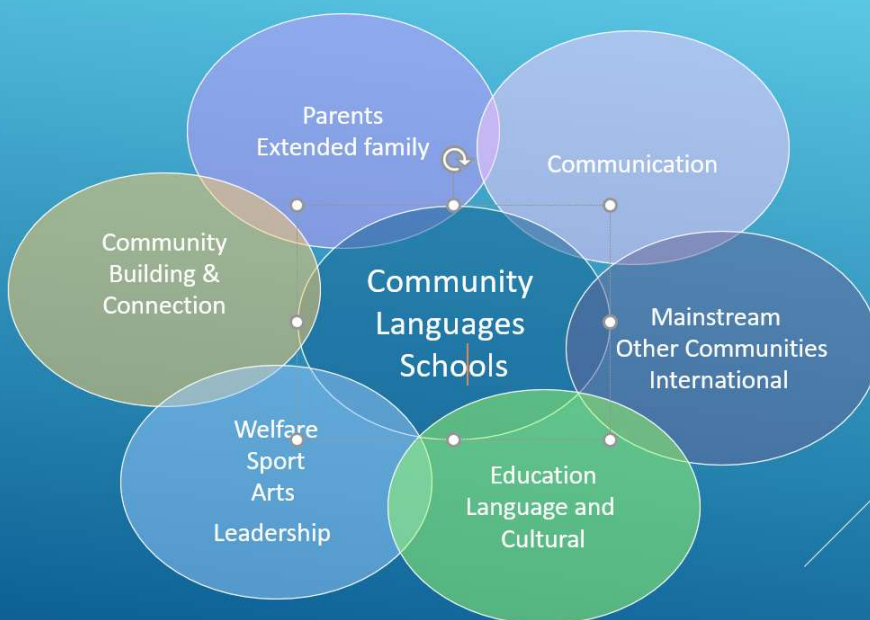 Parents
Extended family
Communication
Community
Building &
Connection
Community
Languages
Schools
Mainstream
Other Communities
International
Welfare
Sport
Arts
Leadership
Education
Language and
Cultural